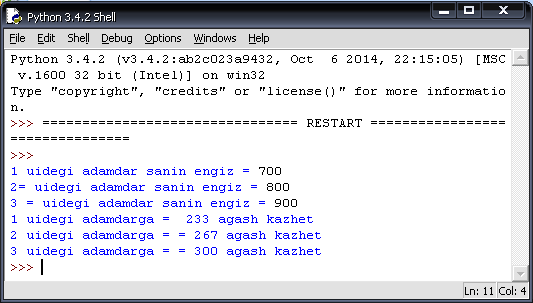 Python 3.4.2 Shell
File Edit Shell Debug Options Windows Help
Python 3.4.2 (v3.4.2:ab2c023a9432, Oct  6 2014, 22:15:05) [MSC
 v.1600 32 bit (Intel)] on win32
Type "copyright", "credits" or "license()" for more informatio
n.
>>> ================================ RESTART ==================
==============
>>>
1 uidegi adamdar sanin engiz = 700
2= uidegi adamdar sanin engiz = 800
3 = uidegi adamdar sanin engiz = 900
1 uidegi adamdarga =  233 agash kazhet
2 uidegi adamdarga = = 267 agash kazhet
3 uidegi adamdarga = = 300 agash kazhet
>>>
Ln: 11 Col: 4